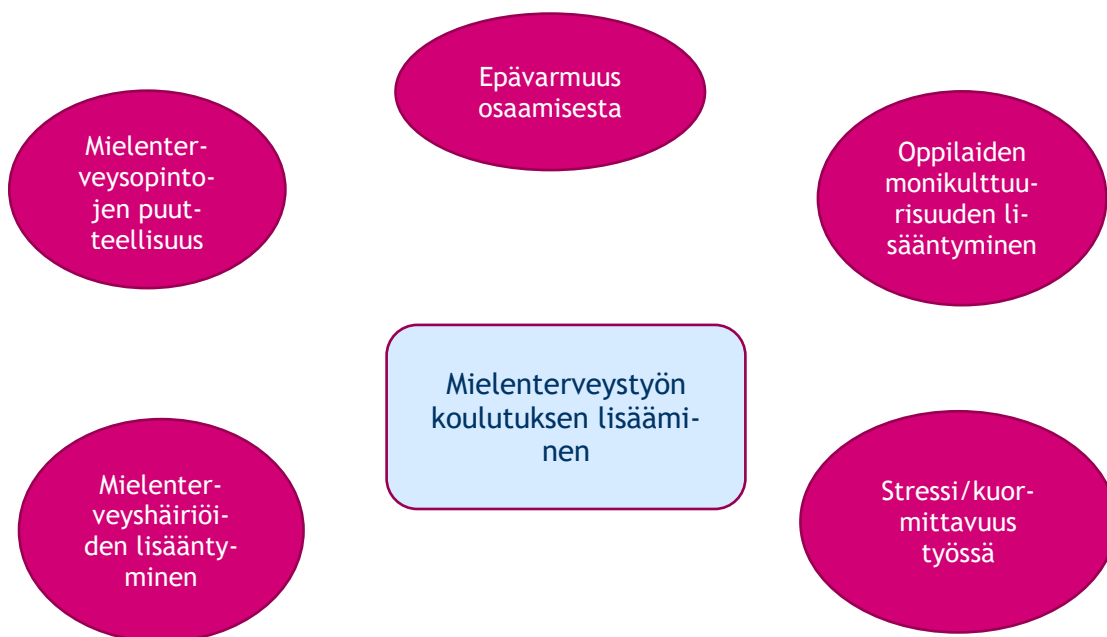 Epävarmuus
osaamisesta
Mielenter-
veysopinto-
jen puut-
teellisuus
Oppilaiden
monikulttuu-
risuuden li-
sääntyminen
Mielenterveystyön
koulutuksen lisäämi-
nen
Mielenter-
veyshäiriöi-
den lisäänty-
minen
Stressi/kuor-
mittavuus
työssä